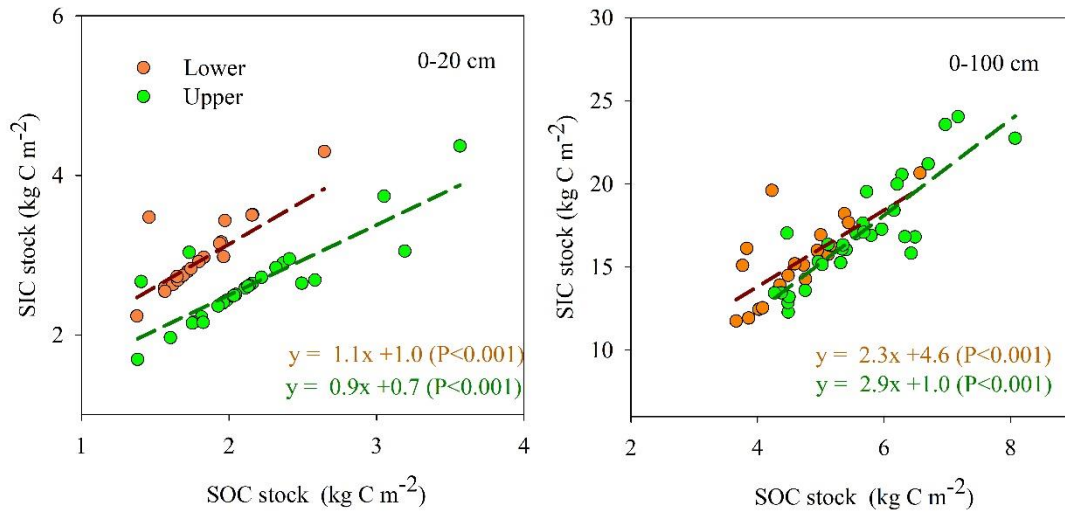 6
4
2
SIC stock (kg C m⁻²)
Lower
Upper
0-20 cm
y = 1.1x +1.0 (P<0.001)
y = 0.9x +0.7 (P<0.001)
1 2 3 4
SOC stock (kg C m⁻²)
30
25
20
15
10
SIC stock (kg C m⁻²)
0-100 cm
y = 2.3x +4.6 (P<0.001)
y = 2.9x +1.0 (P<0.001)
2 4 6 8
SOC stock (kg C m⁻²)